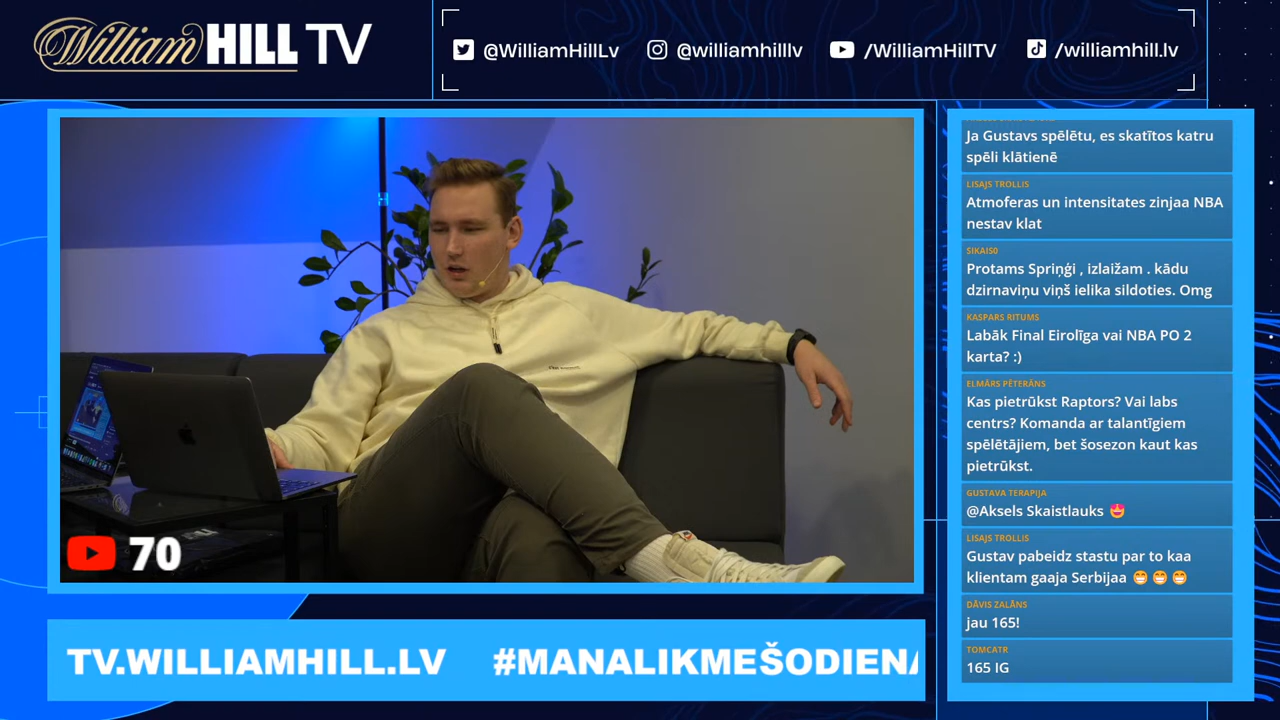 William HILL TV
@WilliamHillLv
@williamhilllv
/WilliamHillTV
/williamhill.lv
70
TV.WILLIAMHILL.LV #MANALIKMEŠODIENA
Ja Gustavs spēlētu, es skatītos katru
spēli klātienē
LISAJS TROLLIS
Atmoferas un intensitates zinjaa NBA
nestav klat
SIKAIS0
Protams Spriņģi , izlaižam . kādu
dzirnaviņu viņš ielika sildoties. Omg
KASPARS RITUMS
Labāk Final Eirolīga vai NBA PO 2
karta? :)
ELMĀRS PĒTERĀNS
Kas pietrūkst Raptors? Vai labs
centrs? Komanda ar talantīgiem
spēlētājiem, bet šosezon kaut kas
pietrūkst.
GUSTAVA TERAPIJA
@Aksels Skaistlauks 😍
LISAJS TROLLIS
Gustav pabeidz stastu par to kaa
klientam gaaja Serbijaa 😁 😁 😁
DĀVIS ZALĀNS
jau 165!
TOMCATR
165 IG